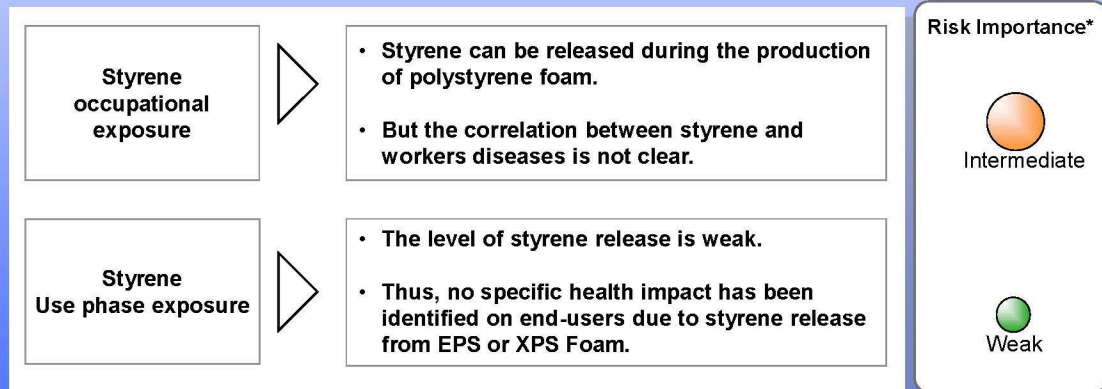 Risk Importance*
Styrene
occupational
exposure
• Styrene can be released during the production
of polystyrene foam.
• But the correlation between styrene and
workers diseases is not clear.
Intermediate
Styrene
Use phase exposure
• The level of styrene release is weak.
• Thus, no specific health impact has been
identified on end-users due to styrene release
from EPS or XPS Foam.
Weak